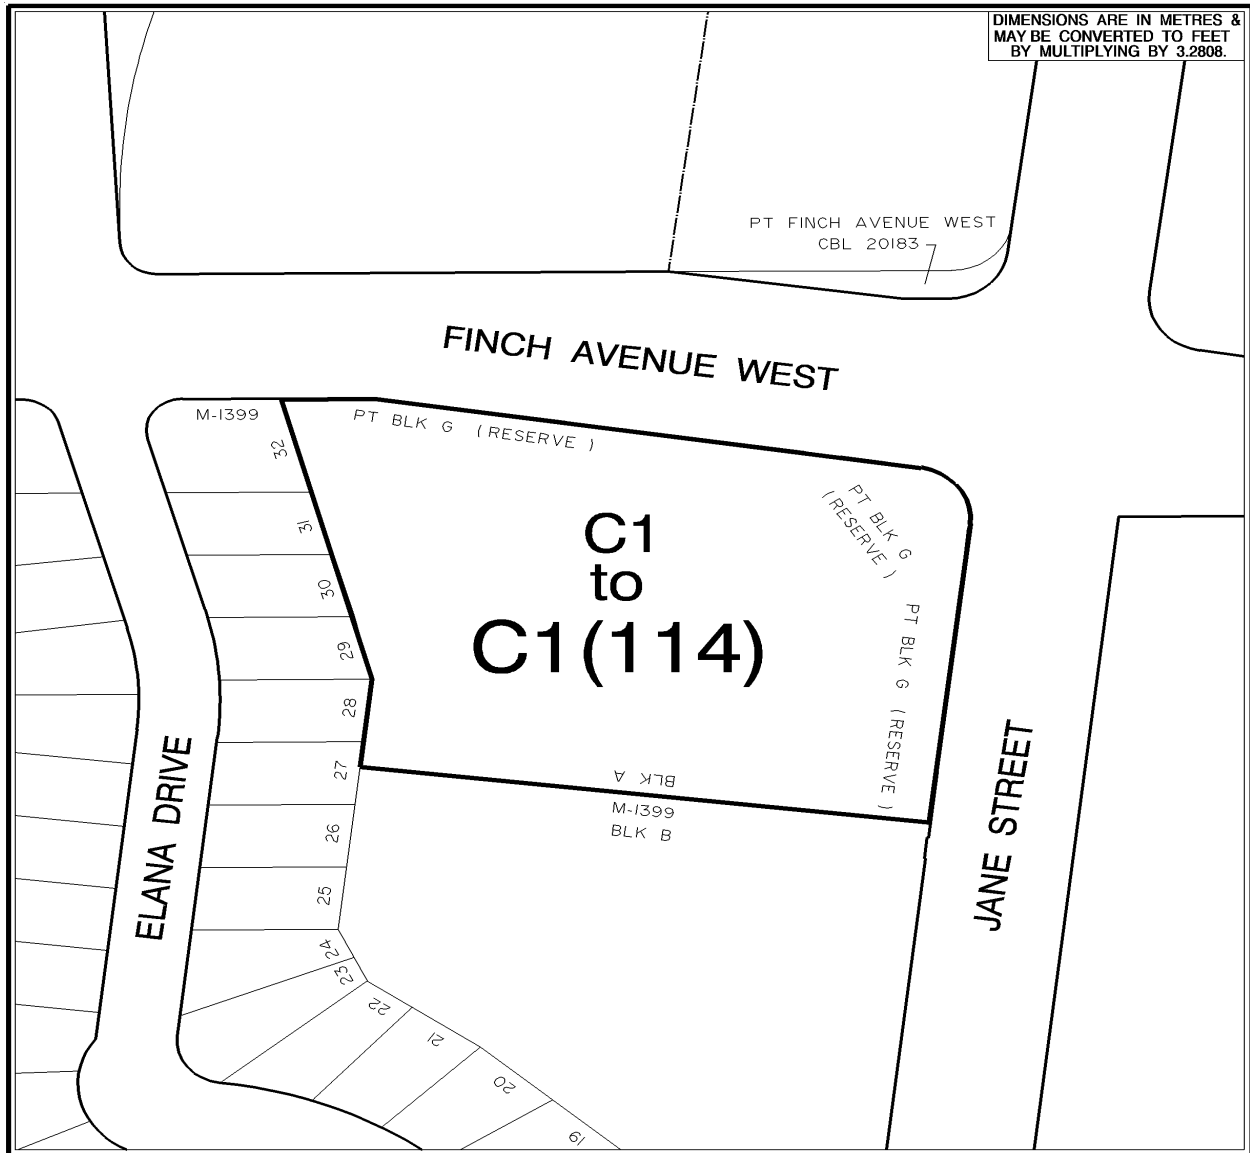 DIMENSIONS ARE IN METRES &
MAY BE CONVERTED TO FEET
BY MULTIPLYING BY 3.2808.
PT FINCH AVENUE WEST
CBL 20183
FINCH AVENUE WEST
M-1399
PT BLK G (RESERVE)
32
31
30
29
28
27
26
25
24
23
22
21
20
19
C1
to
C1(114)
PT BLK G
(RESERVE)
PT BLK G (RESERVE)
BLK A
M-1399
BLK B
ELANA DRIVE
JANE STREET